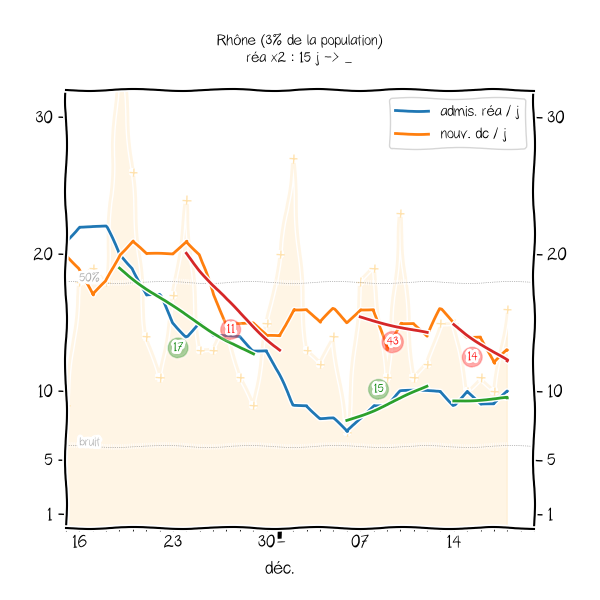 Rhône (3% de la population)
réa x2 : 15 j -> _
admis. réa / j
nouv. dc / j
30
30
20
20
50%
11
43
17
14
15
10
10
bruit
5
5
1
1
16 23 30 07 14
déc.